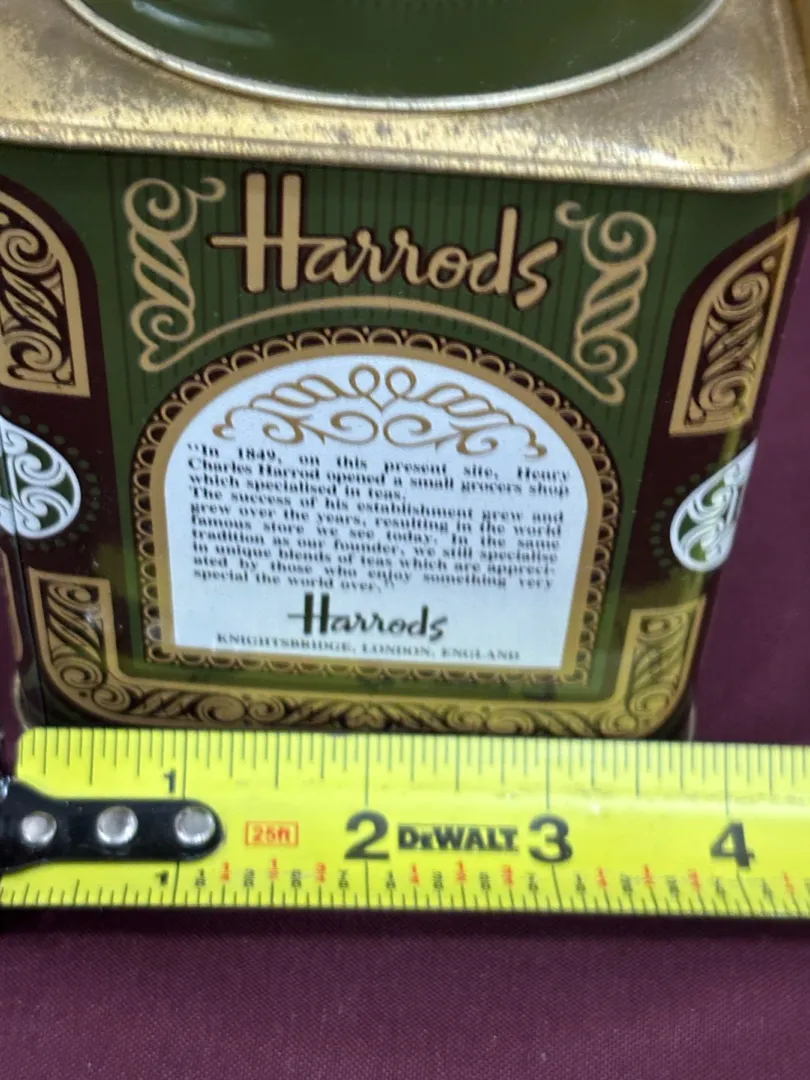 Harrods
"In 1849, on this present site, Henry
Charles Harrod opened a small grocers shop
which specialised in teas.
The success of his establishment grew and
grew over the years, resulting in the world
famous store we see today. In the same
tradition as our founder, we still specialise
in unique blends of teas which are appreci-
ated by those who enjoy something very
special the world over."
Harrods
KNIGHTSBRIDGE, LONDON, ENGLAND
1 25ft 2 DEWALT 3 4